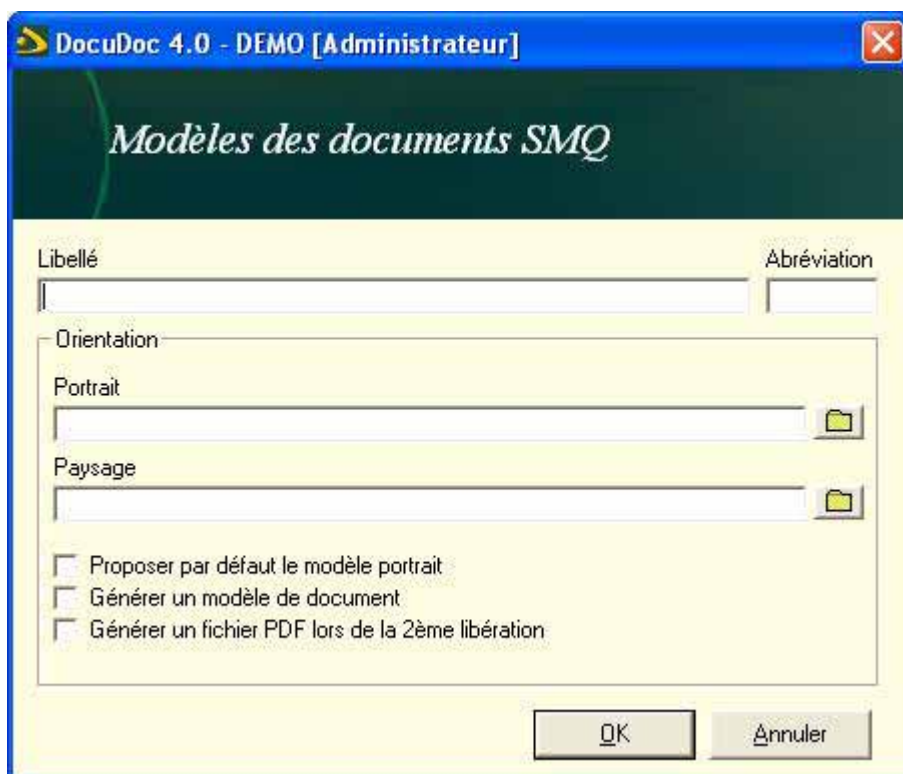 DocuDoc 4.0 - DEMO [Administrateur]
Modèles des documents SMQ
Libellé Abréviation
Orientation
Portrait
Paysage
Proposer par défaut le modèle portrait
Générer un modèle de document
Générer un fichier PDF lors de la 2ème libération
OK Annuler